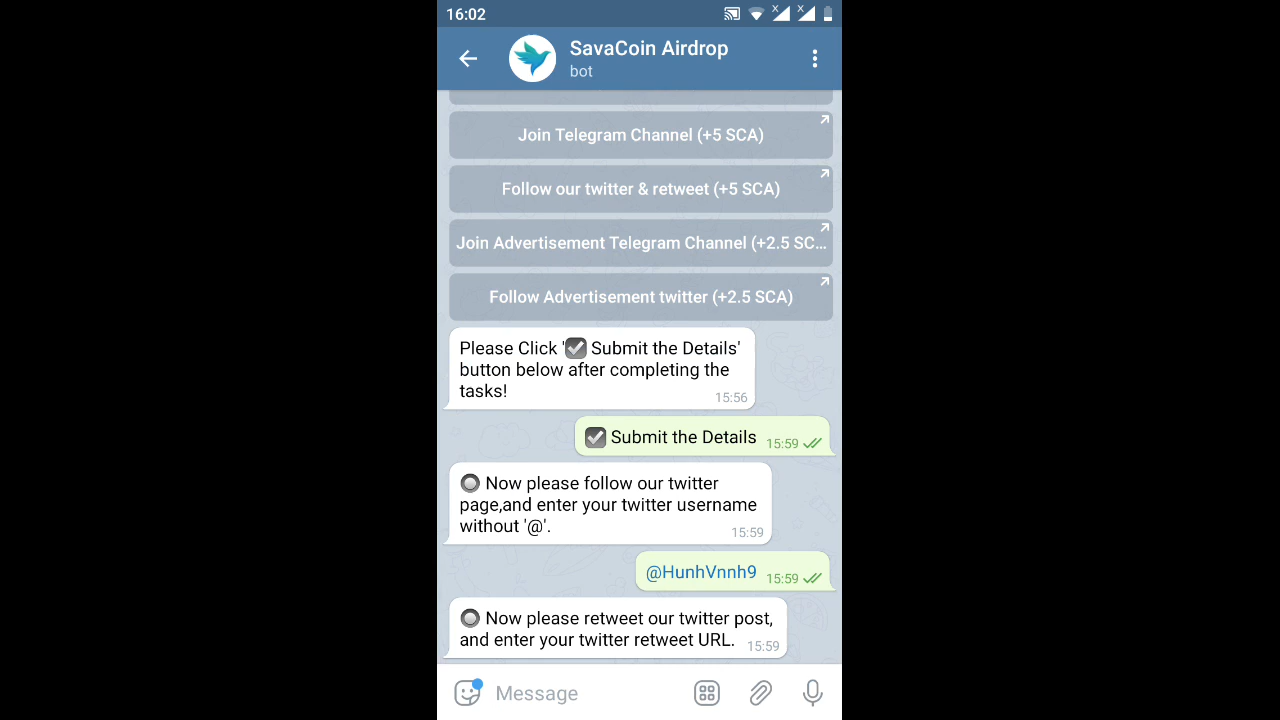 16:02
SavaCoin Airdrop
bot
Join Telegram Channel (+5 SCA)
Follow our twitter & retweet (+5 SCA)
Join Advertisement Telegram Channel (+2.5 SC...
Follow Advertisement twitter (+2.5 SCA)
Please Click '☑ Submit the Details'
button below after completing the
tasks!
15:56
☑ Submit the Details 15:59
🔘 Now please follow our twitter
page,and enter your twitter username
without '@'.
15:59
@HunhVnnh9 15:59
🔘 Now please retweet our twitter post,
and enter your twitter retweet URL. 15:59
Message